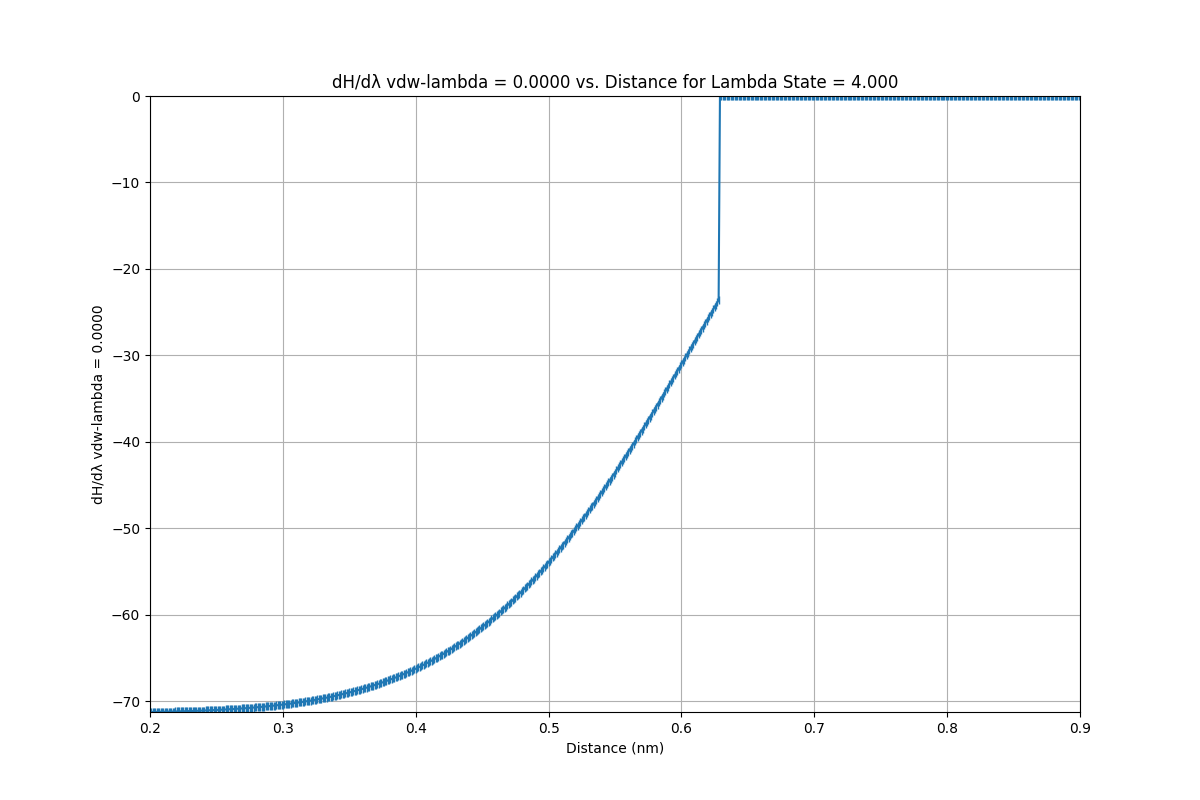 dH/dλ vdw-lambda = 0.0000 vs. Distance for Lambda State = 4.000
dH/dλ vdw-lambda = 0.0000
0
−10
−20
−30
−40
−50
−60
−70
0.2 0.3 0.4 0.5 0.6 0.7 0.8 0.9
Distance (nm)